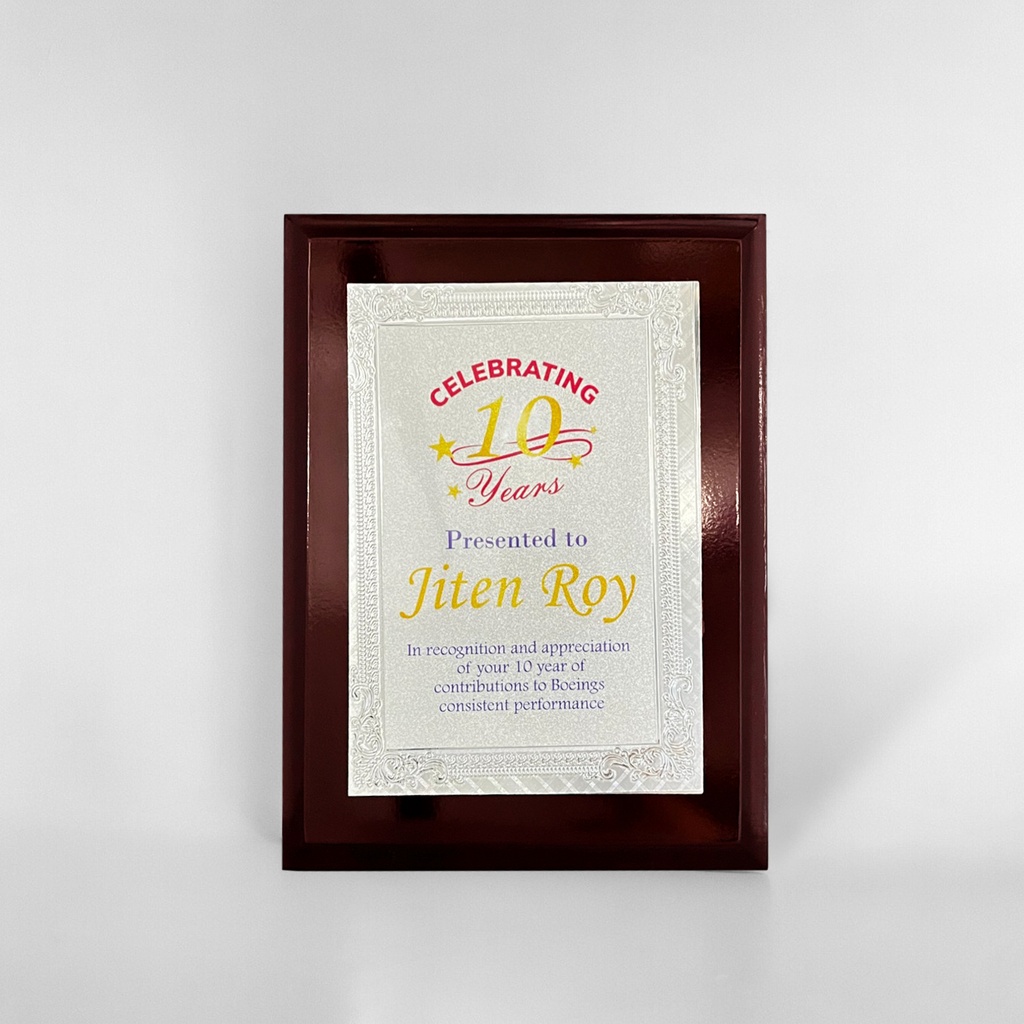 CELEBRATING
10
Years
Presented to
Jiten Roy
In recognition and appreciation
of your 10 year of
contributions to Boeings
consistent performance